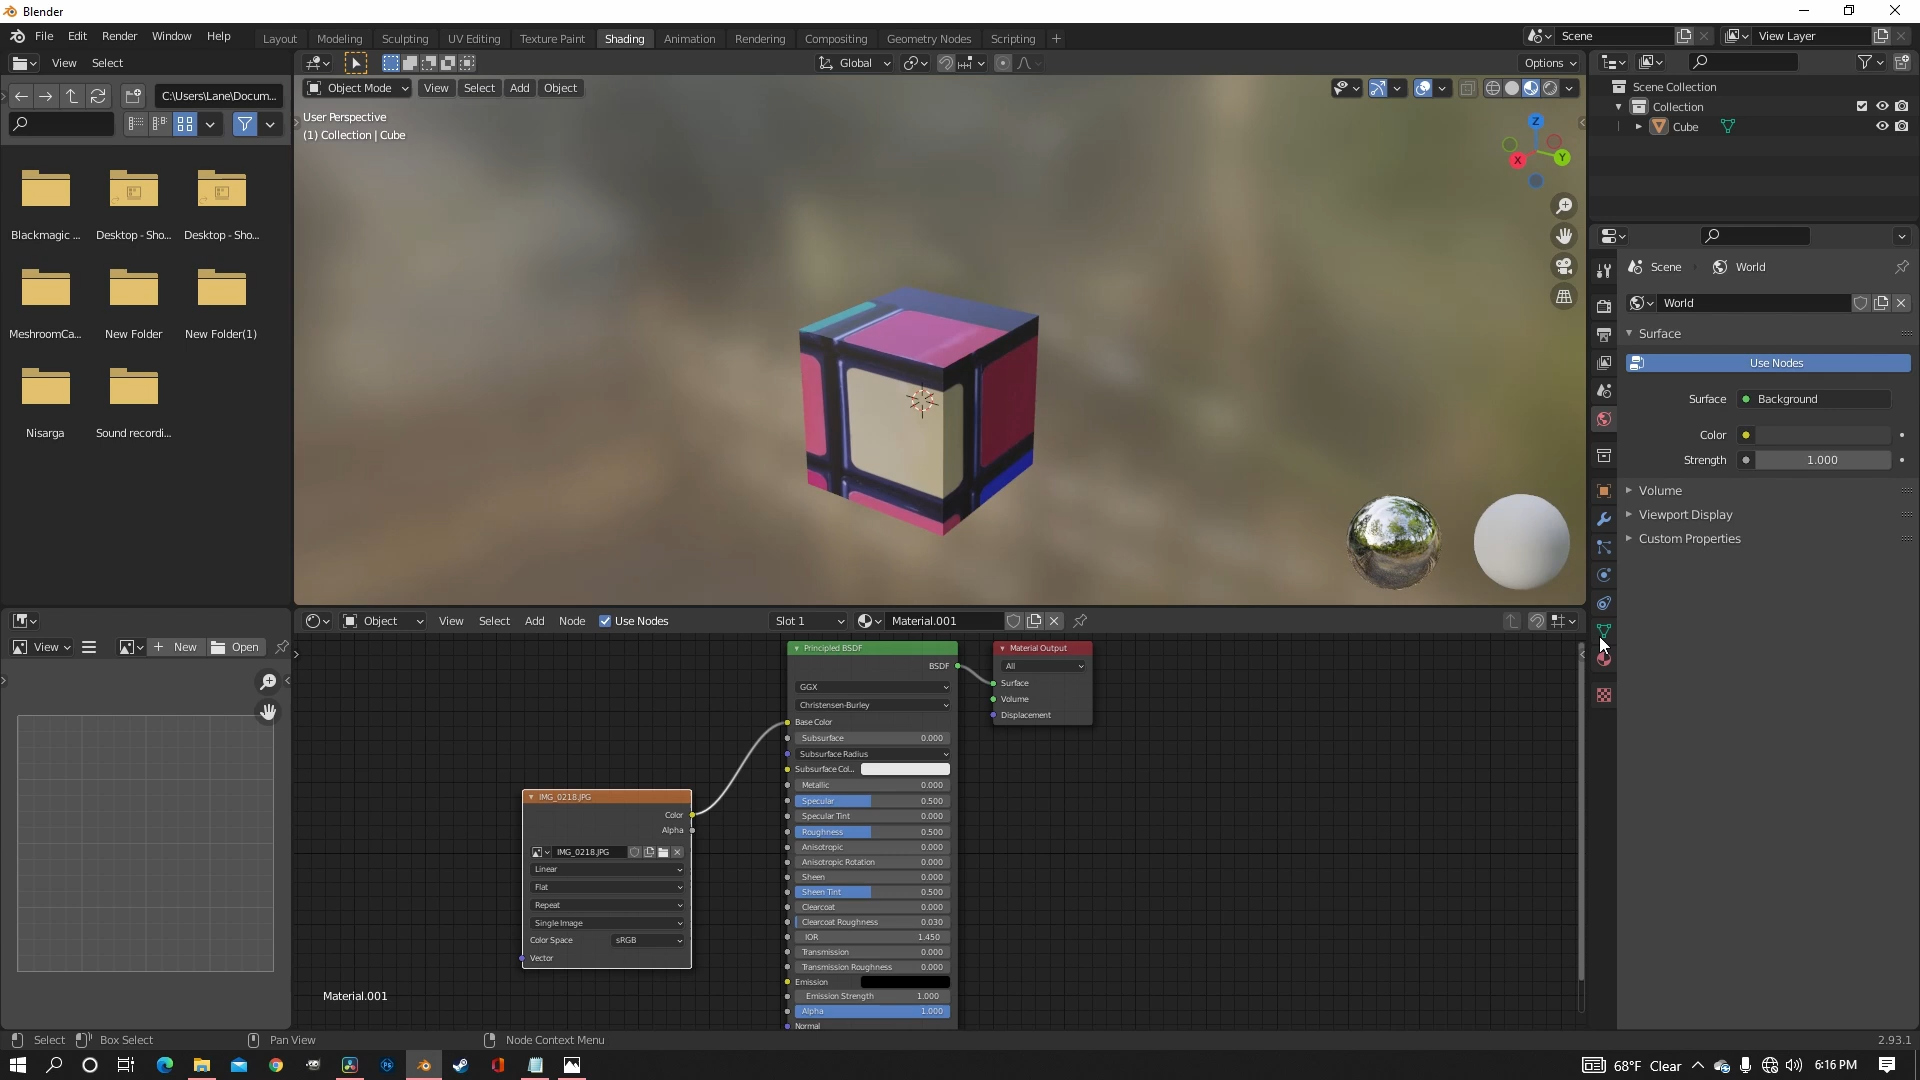 Blender
File Edit Render Window Help
Layout Modeling Sculpting UV Editing Texture Paint Shading Animation Rendering Compositing Geometry Nodes Scripting
Scene
View Layer
View Select
Global
Options
C:\Users\Lane\Docum...
Object Mode View Select Add Object
User Perspective
(1) Collection | Cube
Z
X
Y
Scene Collection
Collection
Cube
Blackmagic ...
Desktop - Sho...
Desktop - Sho...
MeshroomCa...
New Folder
New Folder(1)
Nisarga
Sound recordi...
Scene World
World
Surface
Use Nodes
Surface Background
Color
Strength 1.000
Volume
Viewport Display
Custom Properties
View New Open
Object View Select Add Node Use Nodes Slot 1 Material.001
IMG_0218.JPG
Color
Alpha
IMG_0218.JPG
Linear
Flat
Repeat
Single Image
Color Space sRGB
Vector
Principled BSDF
BSDF
GGX
Christensen-Burley
Base Color
Subsurface 0.000
Subsurface Radius
Subsurface Col...
Metallic 0.000
Specular 0.500
Specular Tint 0.000
Roughness 0.500
Anisotropic 0.000
Anisotropic Rotation 0.000
Sheen 0.000
Sheen Tint 0.500
Clearcoat 0.000
Clearcoat Roughness 0.030
IOR 1.450
Transmission 0.000
Transmission Roughness 0.000
Emission
Emission Strength 1.000
Alpha 1.000
Normal
Material Output
All
Surface
Volume
Displacement
Material.001
Select Box Select Pan View Node Context Menu 2.93.1
68°F Clear 6:16 PM